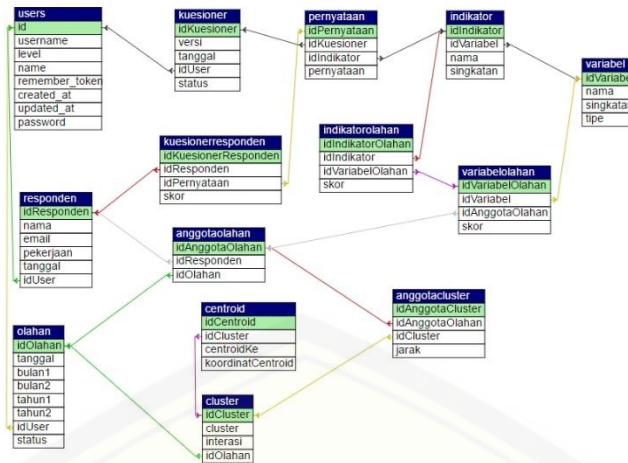 users
id
username
level
name
remember_token
created_at
updated_at
password
kuesioner
idKuesioner
versi
tanggal
idUser
status
pernyataan
idPernyataan
idKuesioner
idIndikator
pernyataan
indikator
idIndikator
idVariabel
nama
singkatan
variabel
idVariabel
nama
singkatan
tipe
kuesionerresponden
idKuesionerResponden
idResponden
idPernyataan
skor
indikatorolahan
idIndikatorOlahan
idIndikator
idVariabelOlahan
skor
variabelolahan
idVariabelOlahan
idVariabel
idAnggotaOlahan
skor
responden
idResponden
nama
email
pekerjaan
tanggal
idUser
anggotaolahan
idAnggotaOlahan
idResponden
idOlahan
anggotacluster
idAnggotaCluster
idAnggotaOlahan
idCluster
jarak
centroid
idCentroid
idCluster
centroidKe
koordinatCentroid
olahan
idOlahan
tanggal
bulan1
bulan2
tahun1
tahun2
idUser
status
cluster
idCluster
cluster
interasi
idOlahan